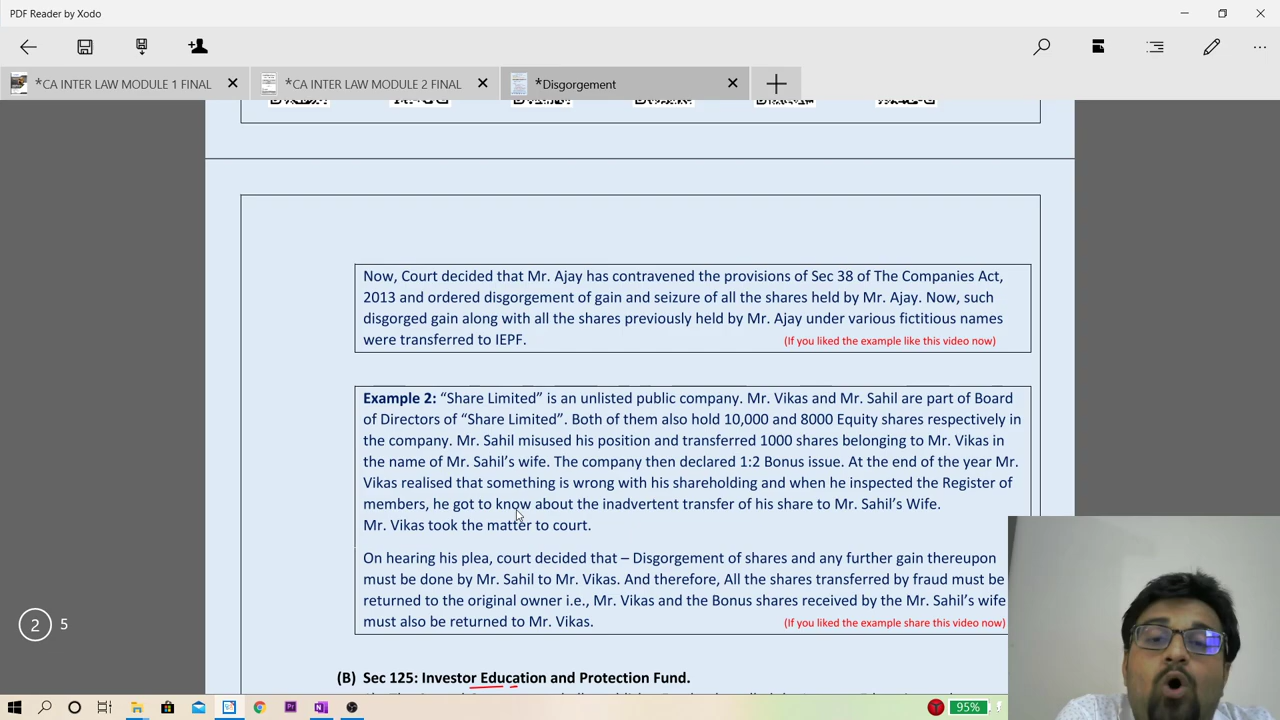 PDF Reader by Xodo
*CA INTER LAW MODULE 1 FINAL
*CA INTER LAW MODULE 2 FINAL
*Disgorgement
Now, Court decided that Mr. Ajay has contravened the provisions of Sec 38 of The Companies Act,
2013 and ordered disgorgement of gain and seizure of all the shares held by Mr. Ajay. Now, such
disgorged gain along with all the shares previously held by Mr. Ajay under various fictitious names
were transferred to IEPF. (If you liked the example like this video now)
Example 2: “Share Limited” is an unlisted public company. Mr. Vikas and Mr. Sahil are part of Board
of Directors of “Share Limited”. Both of them also hold 10,000 and 8000 Equity shares respectively in
the company. Mr. Sahil misused his position and transferred 1000 shares belonging to Mr. Vikas in
the name of Mr. Sahil’s wife. The company then declared 1:2 Bonus issue. At the end of the year Mr.
Vikas realised that something is wrong with his shareholding and when he inspected the Register of
members, he got to know about the inadvertent transfer of his share to Mr. Sahil’s Wife.
Mr. Vikas took the matter to court.
On hearing his plea, court decided that – Disgorgement of shares and any further gain thereupon
must be done by Mr. Sahil to Mr. Vikas. And therefore, All the shares transferred by fraud must be
returned to the original owner i.e., Mr. Vikas and the Bonus shares received by the Mr. Sahil’s wife
must also be returned to Mr. Vikas. (If you liked the example share this video now)
2 5
(B) Sec 125: Investor Education and Protection Fund.
95%